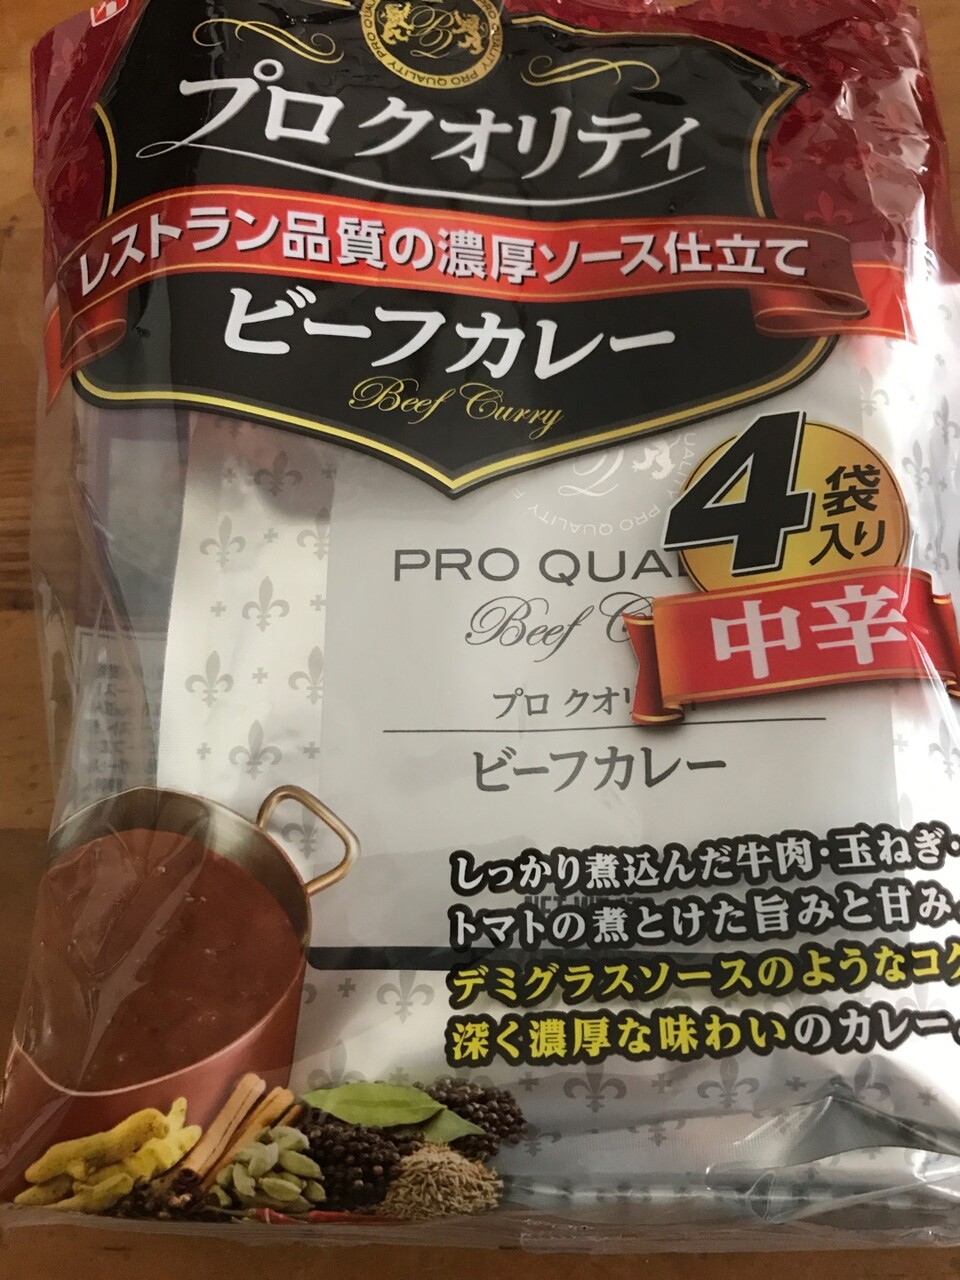 プロ クオリティ
レストラン品質の濃厚ソース仕立て
ビーフカレー
Beef Curry
4袋入り
PRO QUA
Beef C
中辛
プロ クオリ
ビーフカレー
しっかり煮込んだ牛肉・玉ねぎ・
トマトの煮とけた旨みと甘み。
デミグラスソースのようなコク
深く濃厚な味わいのカレー。